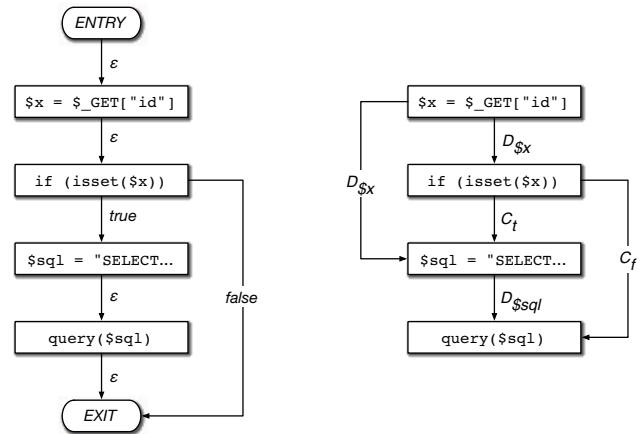 ENTRY
ε
$x = $_GET["id"]
ε
if (isset($x))
true
$sql = "SELECT...
ε
false
query($sql)
ε
EXIT
$x = $_GET["id"]
D$x
D$x
if (isset($x))
Ct
$sql = "SELECT...
Cf
D$sql
query($sql)